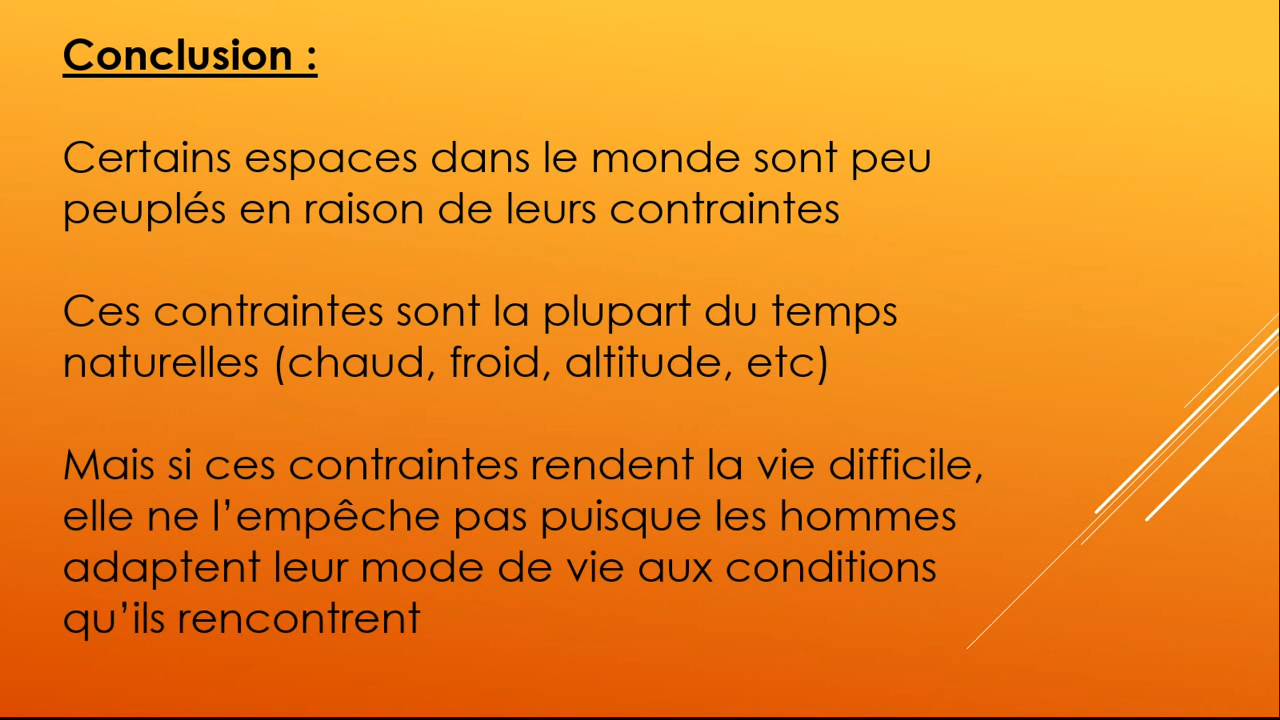 Conclusion :
Certains espaces dans le monde sont peu
peuplés en raison de leurs contraintes
Ces contraintes sont la plupart du temps
naturelles (chaud, froid, altitude, etc)
Mais si ces contraintes rendent la vie difficile,
elle ne l’empêche pas puisque les hommes
adaptent leur mode de vie aux conditions
qu’ils rencontrent